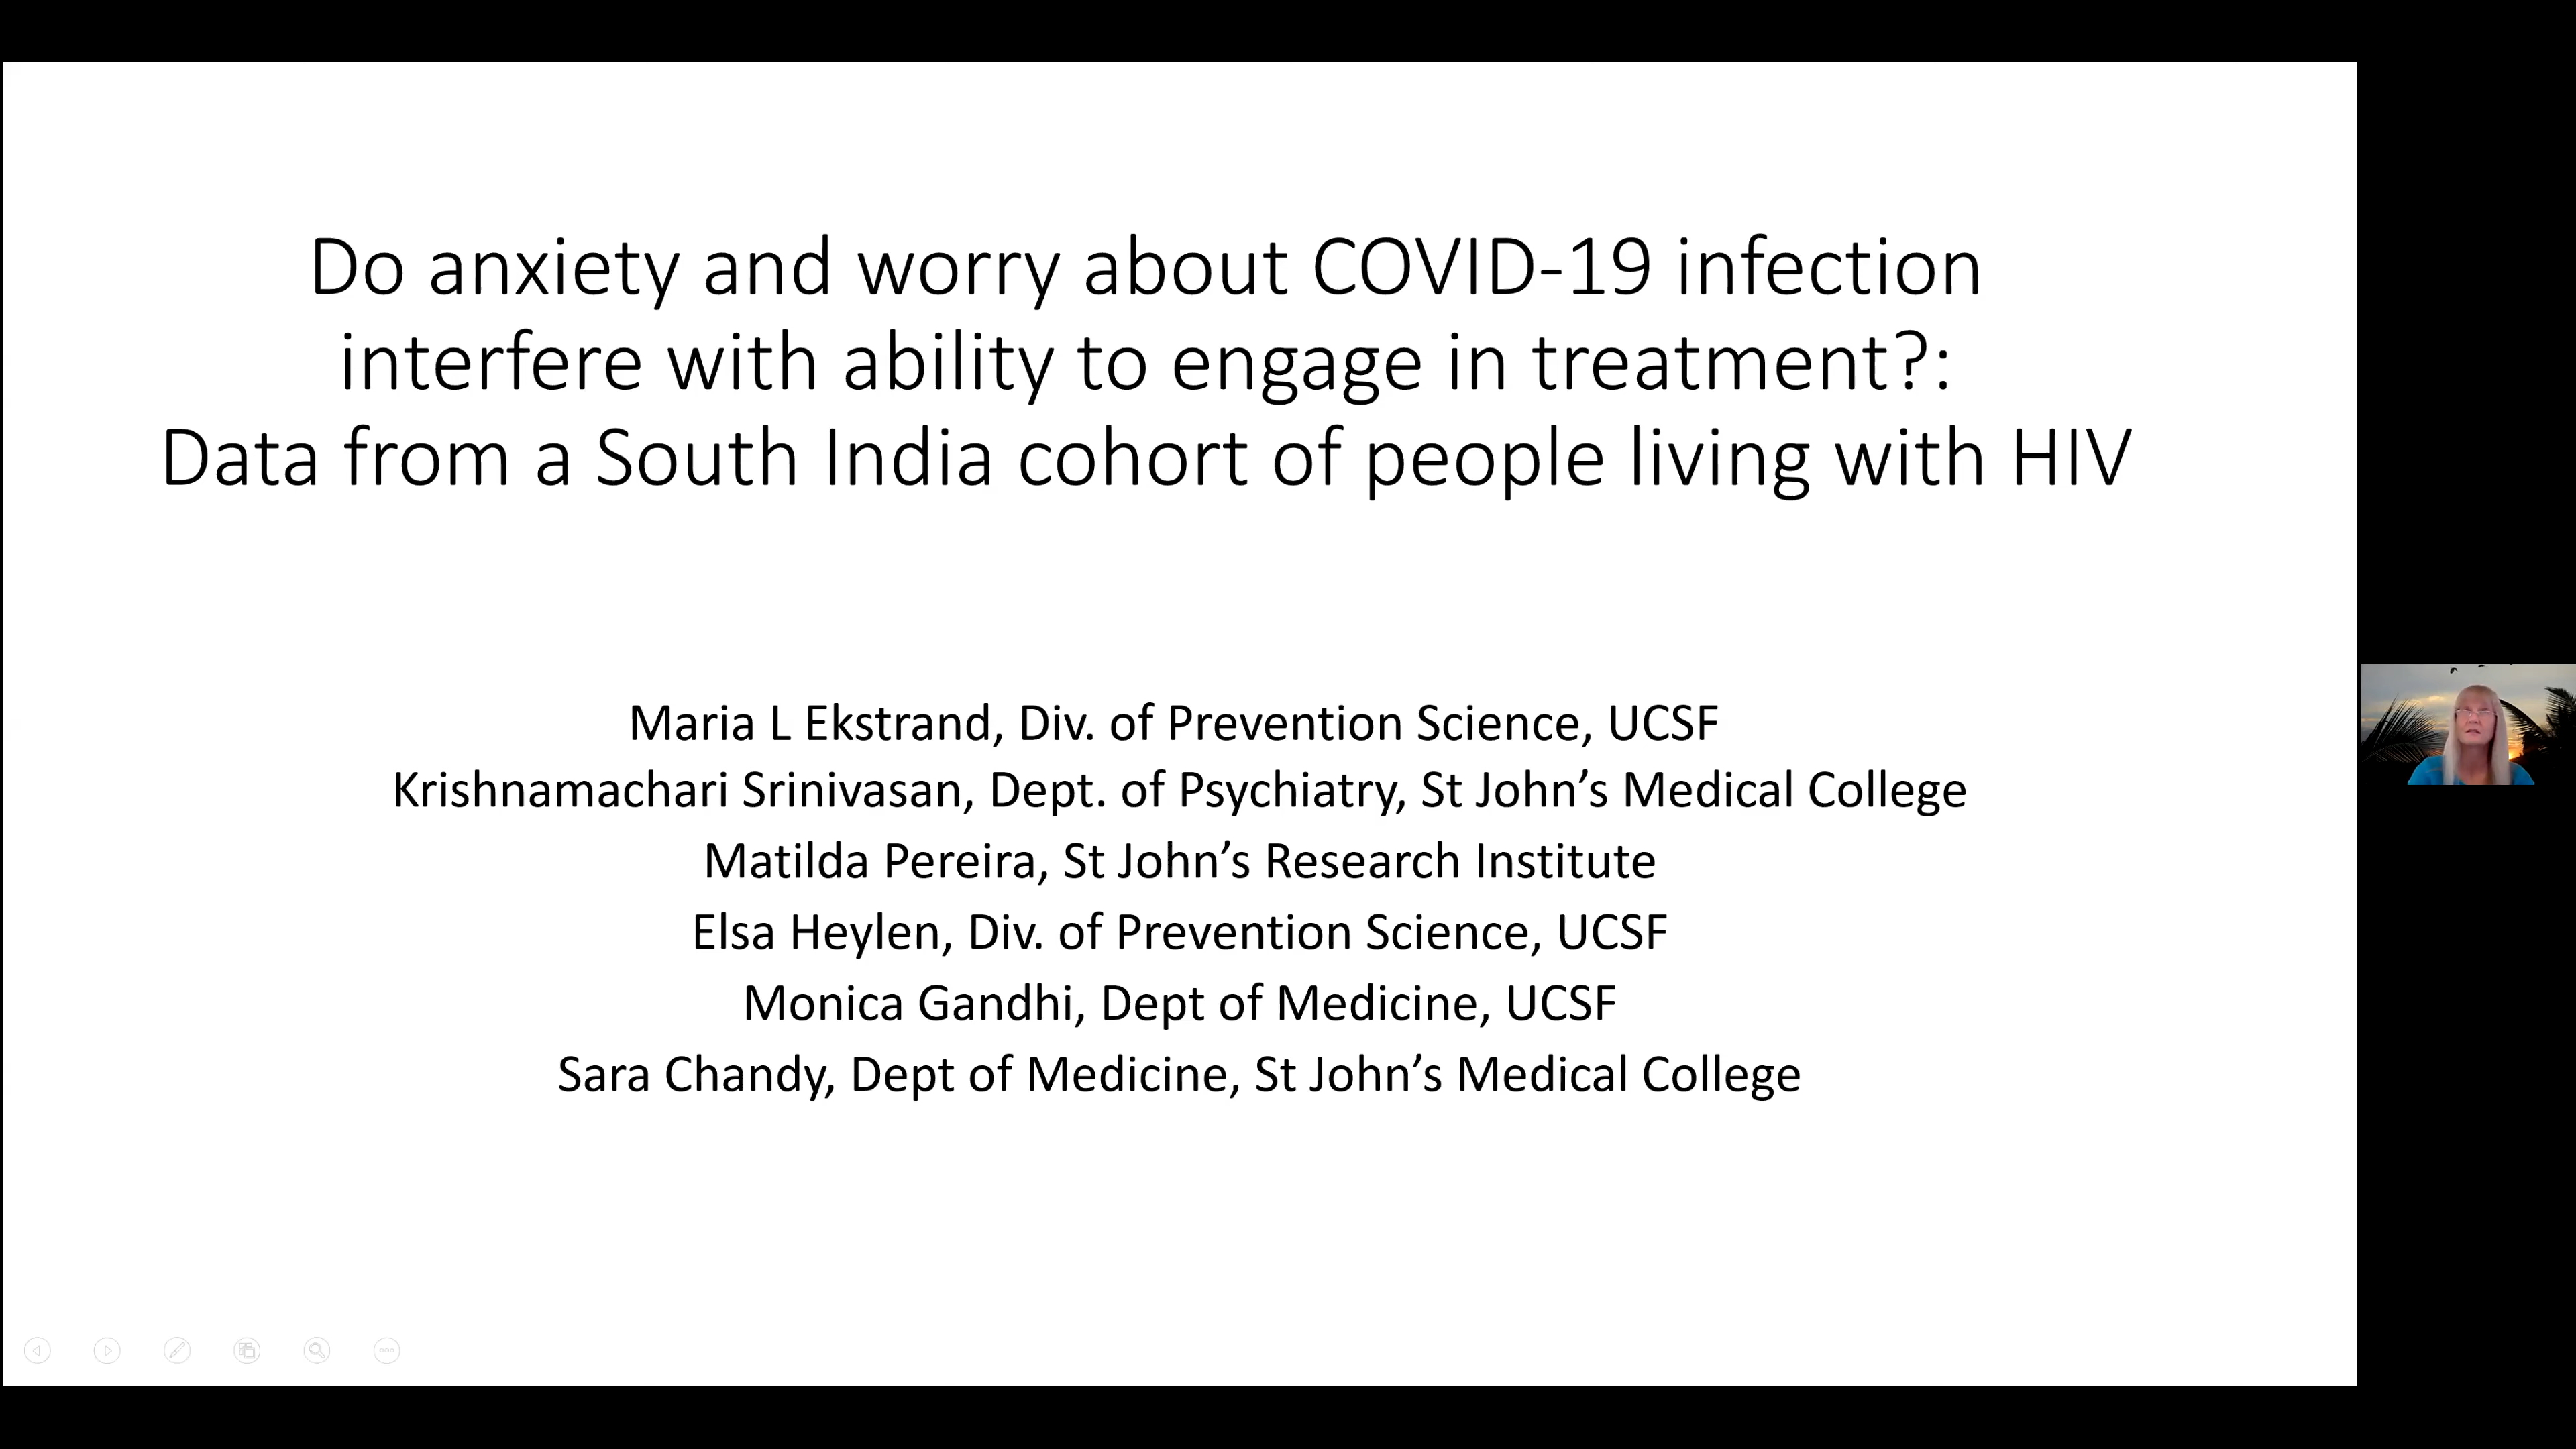 Do anxiety and worry about COVID-19 infection
interfere with ability to engage in treatment?:
Data from a South India cohort of people living with HIV
Maria L Ekstrand, Div. of Prevention Science, UCSF
Krishnamachari Srinivasan, Dept. of Psychiatry, St John’s Medical College
Matilda Pereira, St John’s Research Institute
Elsa Heylen, Div. of Prevention Science, UCSF
Monica Gandhi, Dept of Medicine, UCSF
Sara Chandy, Dept of Medicine, St John’s Medical College